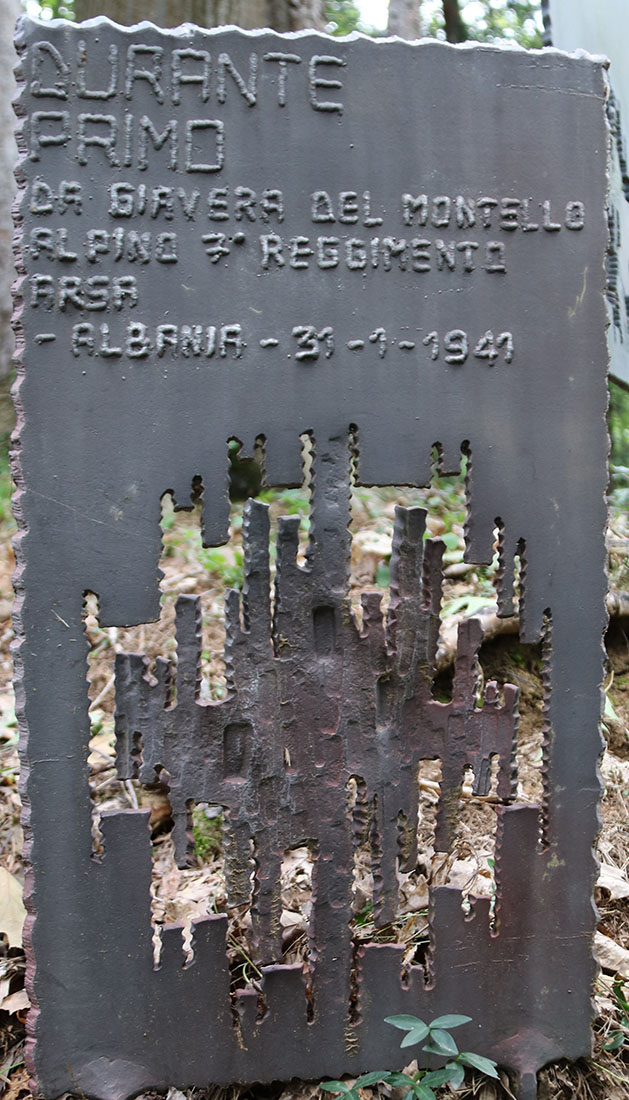 DURANTE
PRIMO
DA GIAVERA DEL MONTELLO
ALPINO 7° REGGIMENTO
ARSA
- ALBANIA - 31 - 1 - 1941